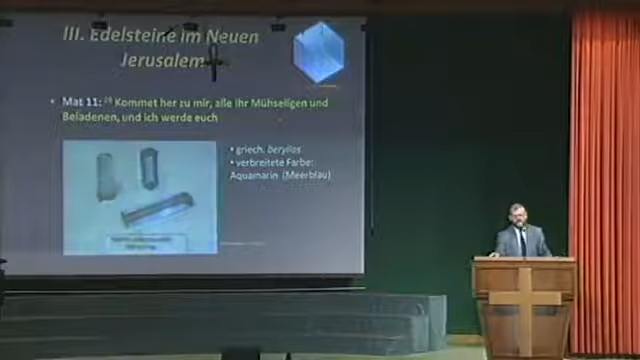 III. Edelsteine im Neuen
Jerusalem
• Mat 11: 28 Kommet her zu mir, alle ihr Mühseligen und
Beladenen, und ich werde euch
• griech. beryllos
• verbreitete Farbe:
Aquamarin (Meerblau)